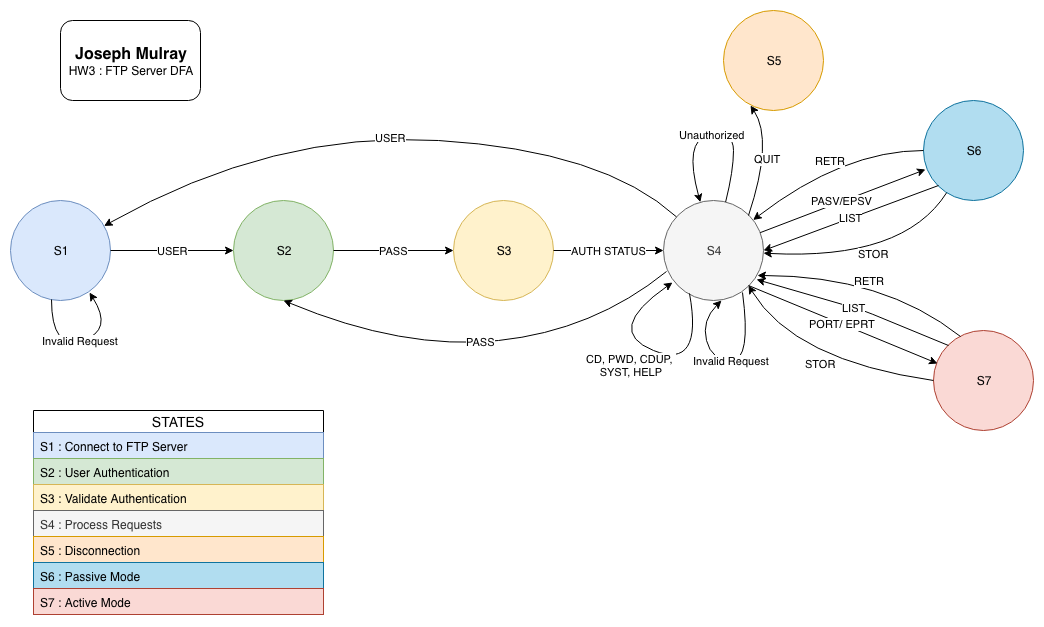 Joseph Mulray
HW3 : FTP Server DFA
S5
Unauthorized
QUIT
USER
RETR
S6
PASV/EPSV
LIST
STOR
S1
USER
S2
PASS
S3
AUTH STATUS
S4
RETR
LIST
PORT/ EPRT
STOR
S7
Invalid Request
PASS
CD, PWD, CDUP,
SYST, HELP
Invalid Request
STATES
S1 : Connect to FTP Server
S2 : User Authentication
S3 : Validate Authentication
S4 : Process Requests
S5 : Disconnection
S6 : Passive Mode
S7 : Active Mode